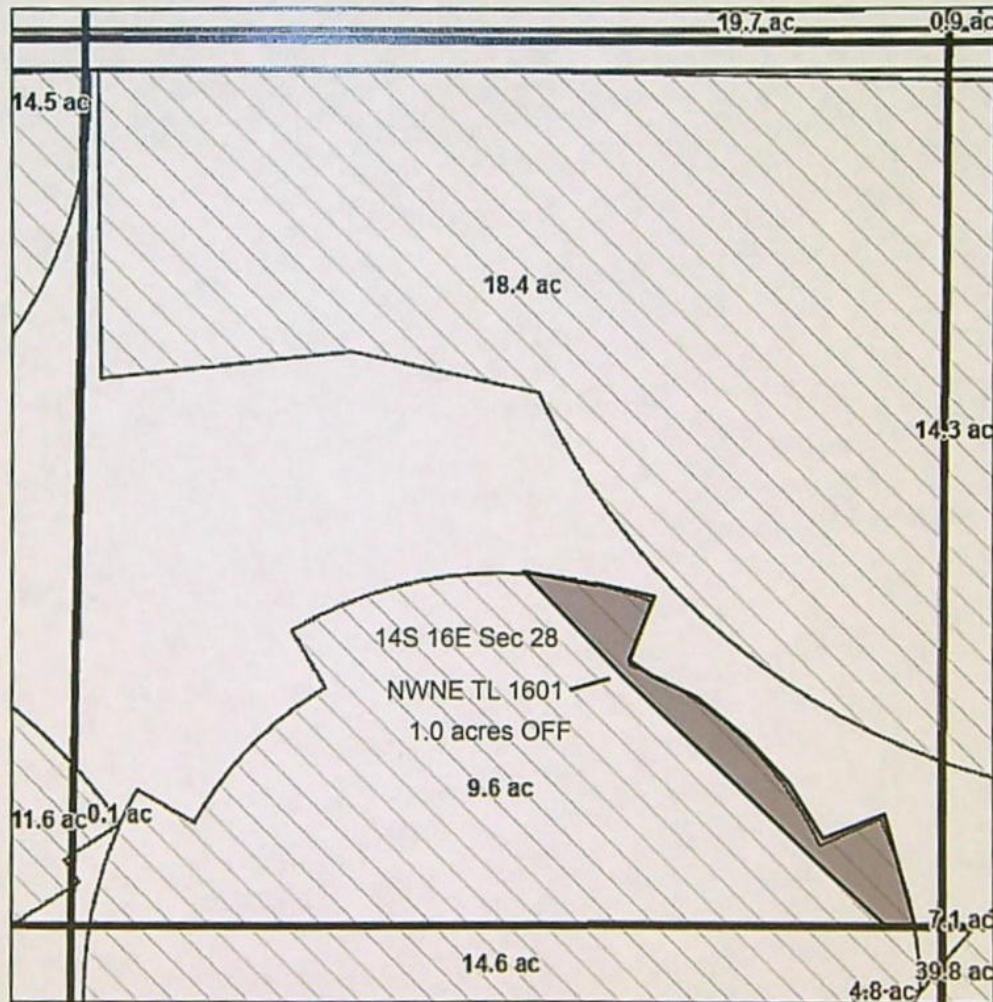 19.7 ac
0.9 ac
14.5 ac
18.4 ac
14.3 ac
14S 16E Sec 28
NWNE TL 1601
1.0 acres OFF
9.6 ac
11.6 ac
0.1 ac
7.1 ac
14.6 ac
39.8 ac
4.8 ac